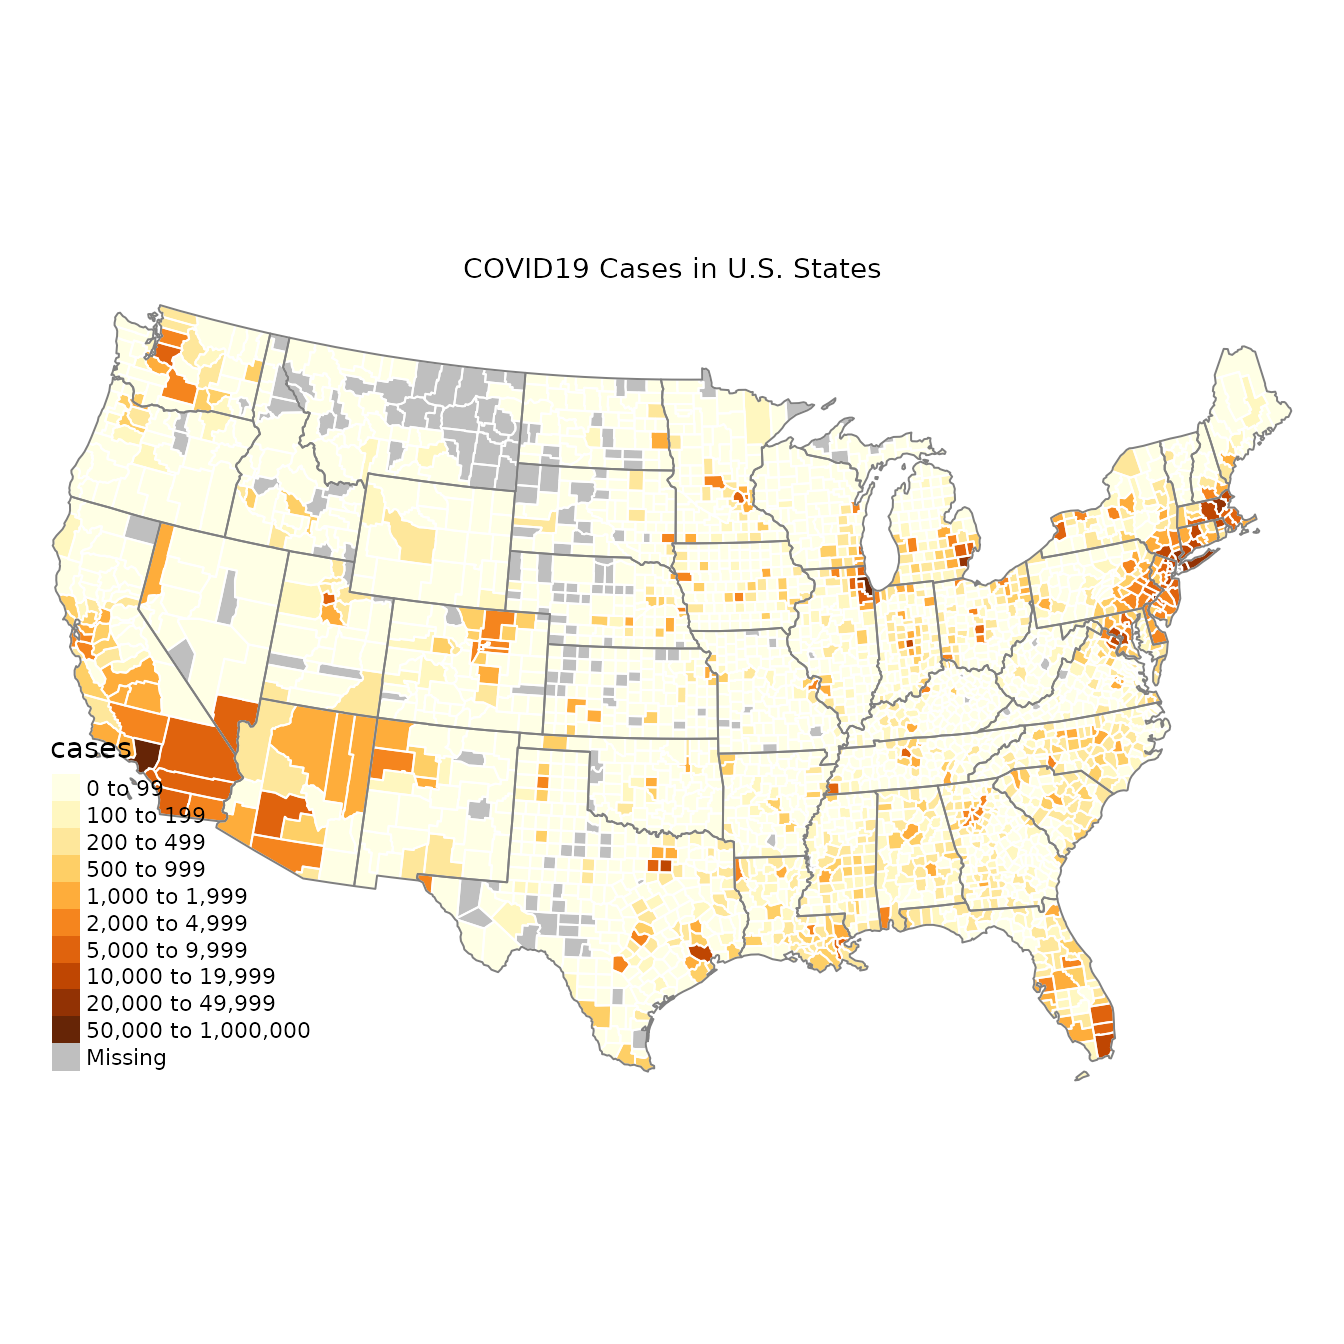 COVID19 Cases in U.S. States
cases
0 to 99
100 to 199
200 to 499
500 to 999
1,000 to 1,999
2,000 to 4,999
5,000 to 9,999
10,000 to 19,999
20,000 to 49,999
50,000 to 1,000,000
Missing